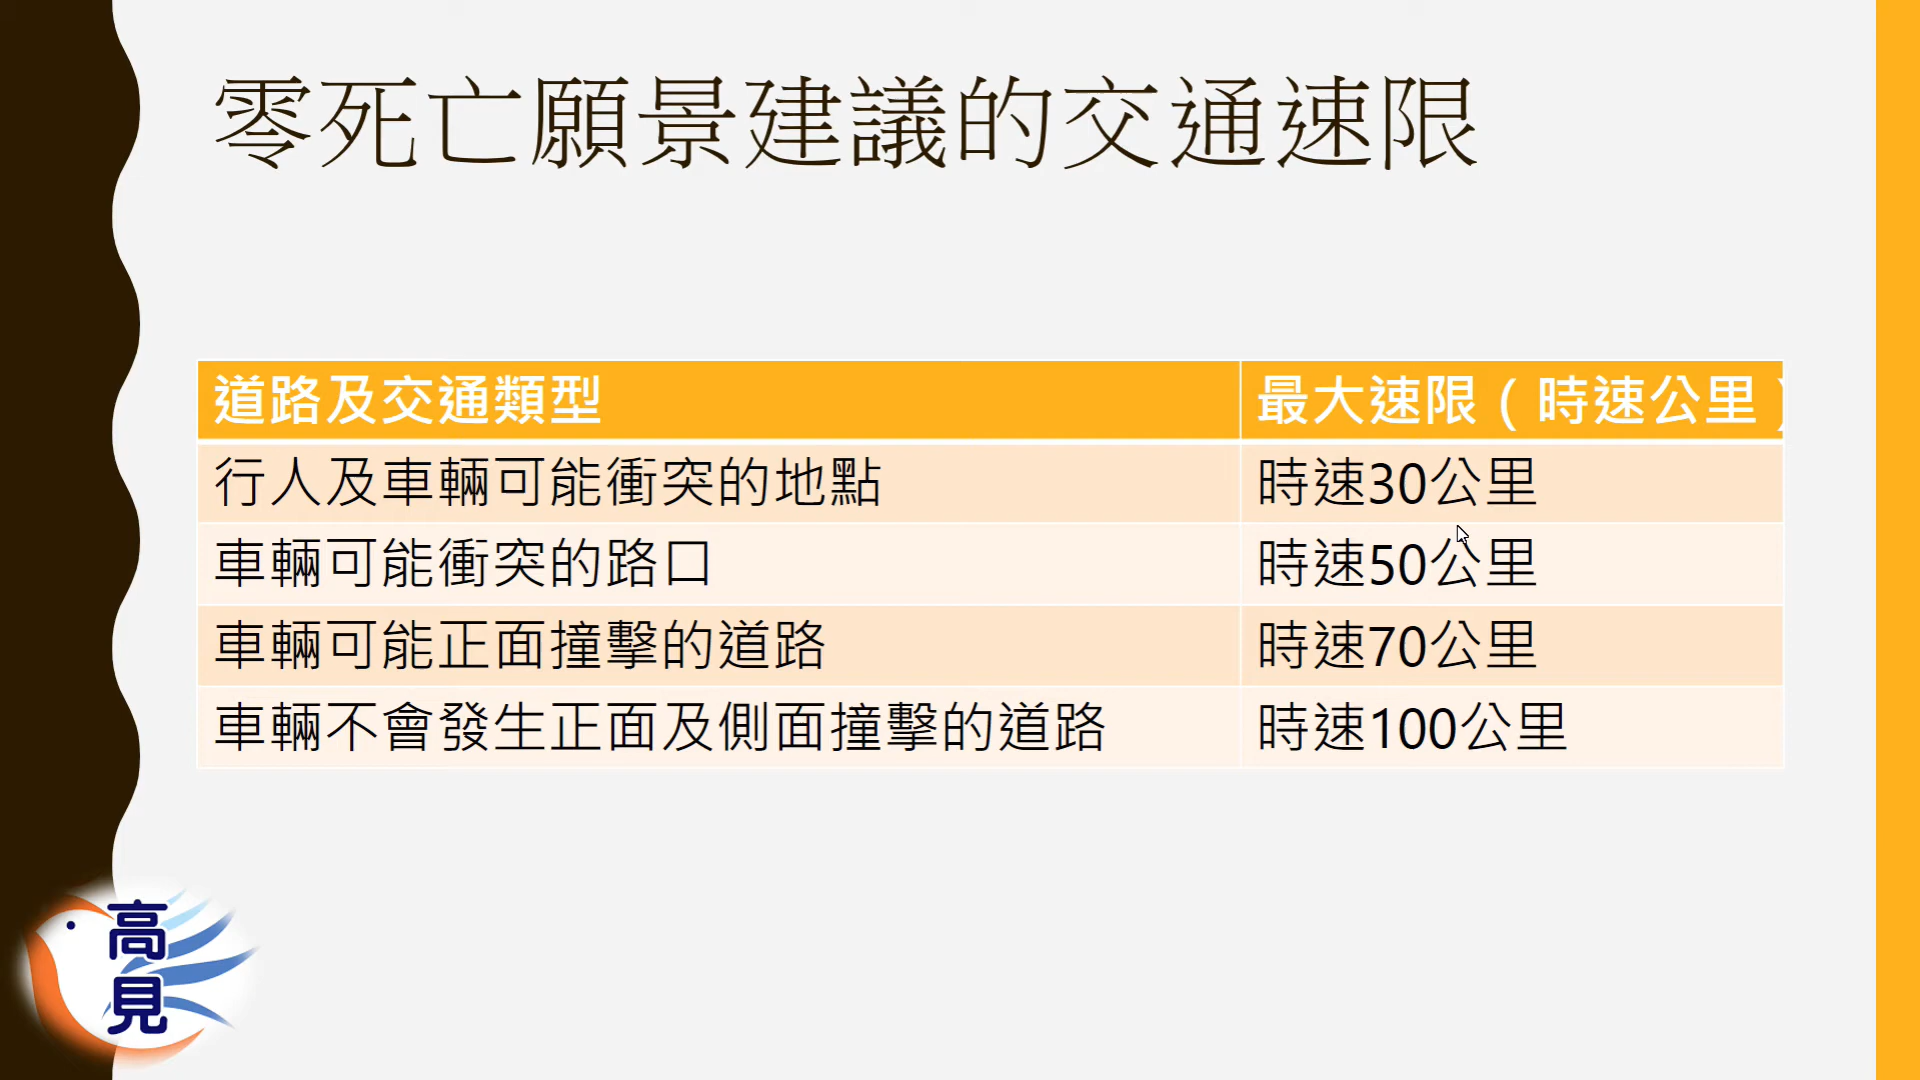 零死亡願景建議的交通速限
道路及交通類型
最大速限（時速公里）
行人及車輛可能衝突的地點
時速30公里
車輛可能衝突的路口
時速50公里
車輛可能正面撞擊的道路
時速70公里
車輛不會發生正面及側面撞擊的道路
時速100公里
高
見